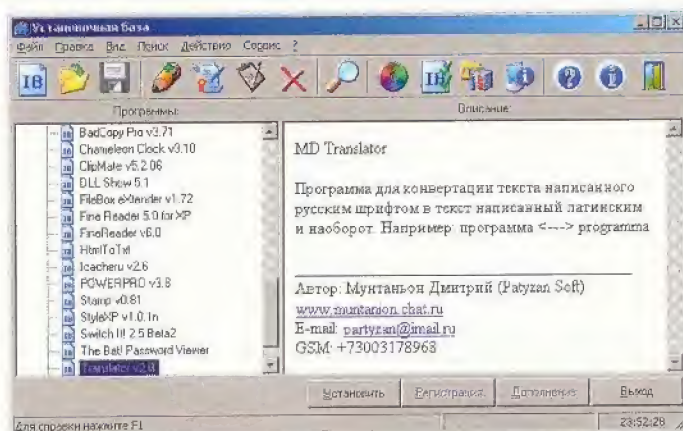 Установочная база
Файл Правка Вид Поиск Действия Сервис ?
IB
Программы:
BadCopy Pro v3.71
Chameleon Clock v3.10
ClipMate v5.2.06
DLL Show 5.1
FileBox eXtender v1.72
Fine Reader 5.0 for XP
FineReader v6.0
HtmlToTxt
Icacheru v2.6
POWERPRO v3.8
Stamp v0.81
StyleXP v1.0.1n
Switch It! 2.5 Beta2
The Bat! Password Viewer
Translator v2.0
Описание:
MD Translator
Программа для конвертации текста написанного
русским шрифтом в текст написанный латинским
и наоборот. Например: программа <---> programma
Автор: Мунтаньон Дмитрий (Patyzan Soft)
www.muntanion.chat.ru
E-mail: partyzan@imail.ru
GSM: +73003178968
Установить Регистрация Дополнения Выход
Для справки нажмите F1
23:52:28